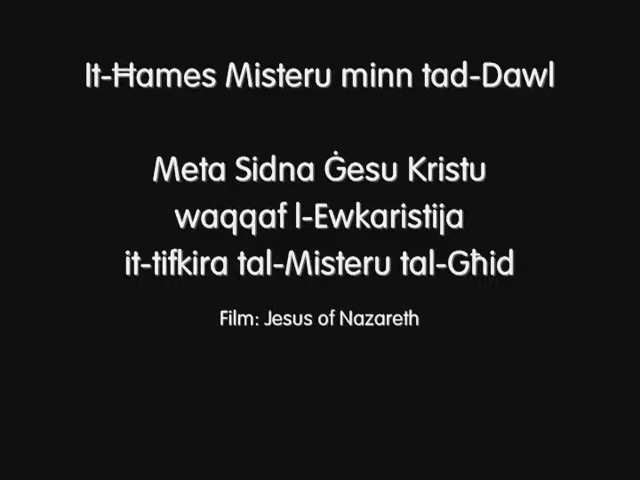 It-Ħames Misteru minn tad-Dawl
Meta Sidna Ġesu Kristu
waqqaf l-Ewkaristija
it-tifkira tal-Misteru tal-Għid
Film: Jesus of Nazareth